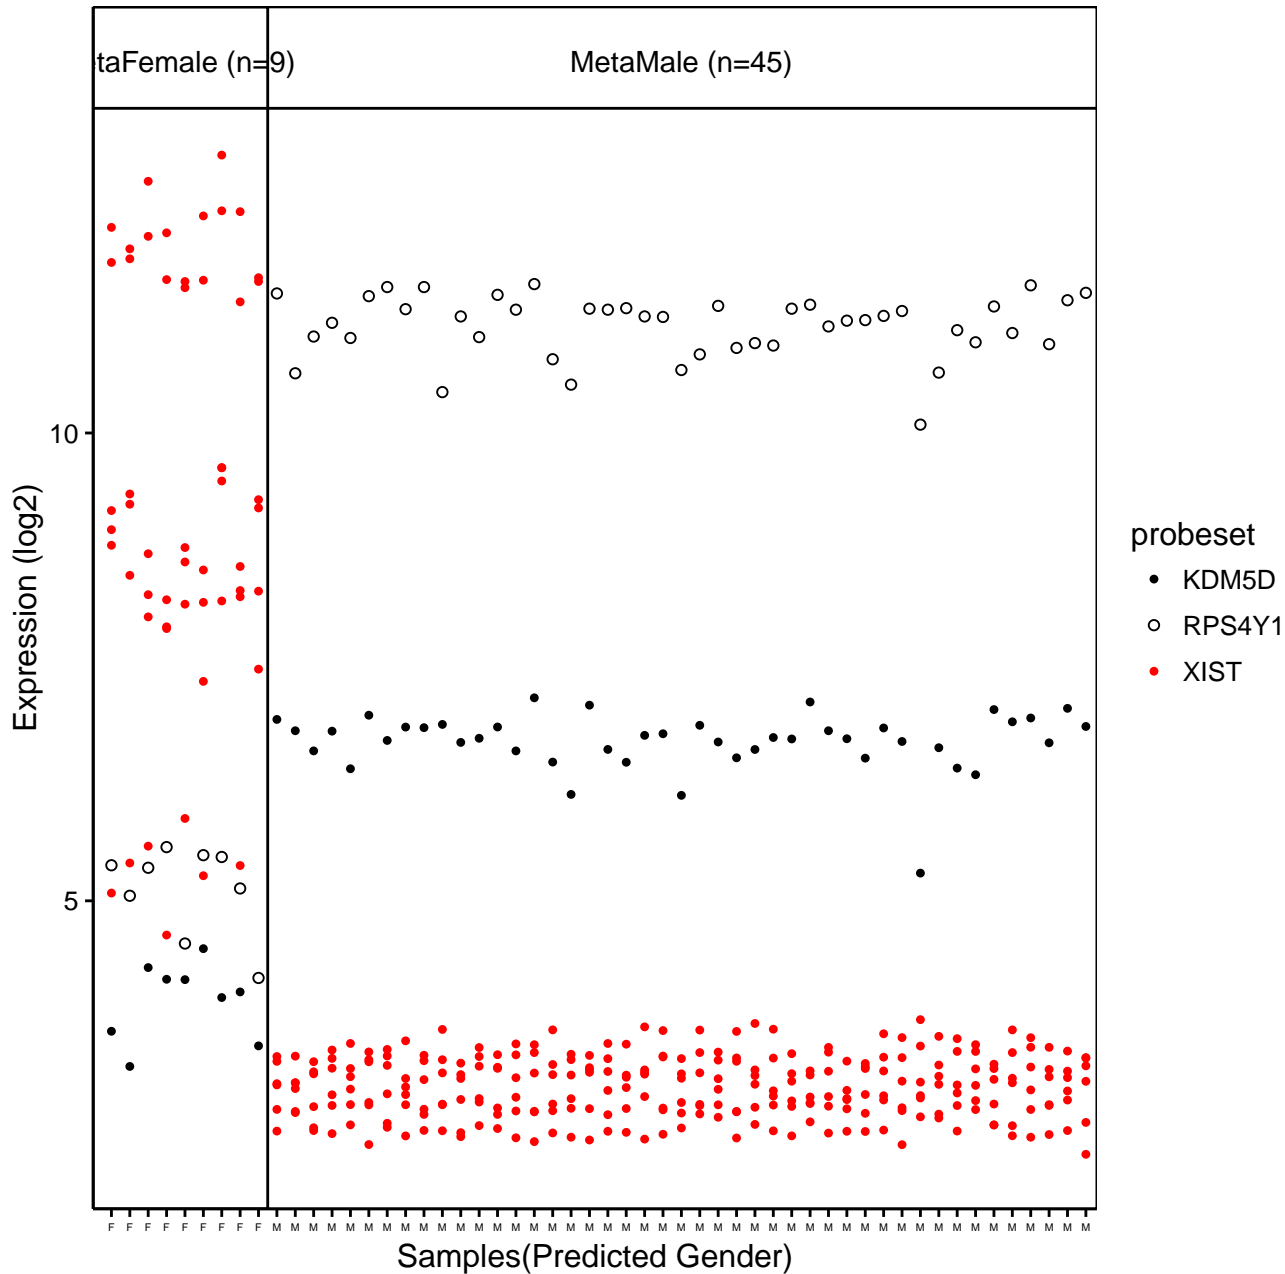 taFemale (n=9)
MetaMale (n=45)
10
5
Expression (log2)
F F F F F F F F F M M M M M M M M M M M M M M M M M M M M M M M M M M M M M M M M M M M M M M M M M M M M M
Samples(Predicted Gender)
probeset
KDM5D
RPS4Y1
XIST